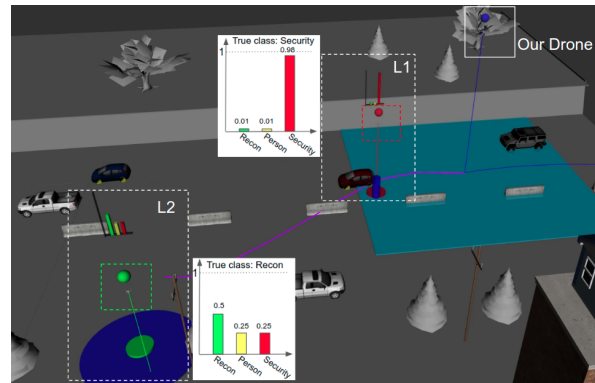 Our Drone
True class: Security
0.98
1
L1
0.01
0.01
Recon
Person
Security
L2
True class: Recon
1
0.5
0.25
0.25
Recon
Person
Security